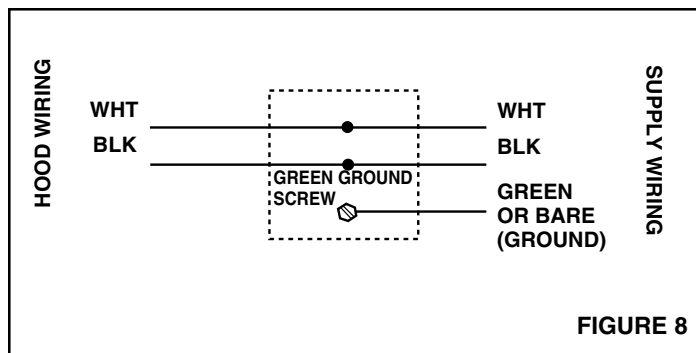 HOOD WIRING
WHT
BLK
GREEN GROUND
SCREW
WHT
BLK
GREEN
OR BARE
(GROUND)
SUPPLY WIRING
FIGURE 8